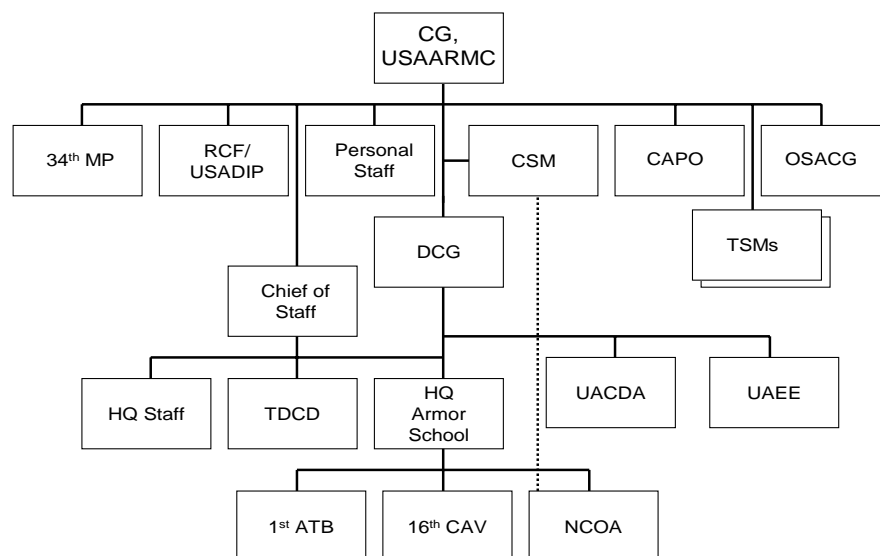 CG,
USAARMC
34th MP
RCF/
USADIP
Personal
Staff
CSM
CAPO
OSACG
TSMs
DCG
Chief of
Staff
HQ Staff
TDCD
HQ
Armor
School
UACDA
UAEE
1st ATB
16th CAV
NCOA